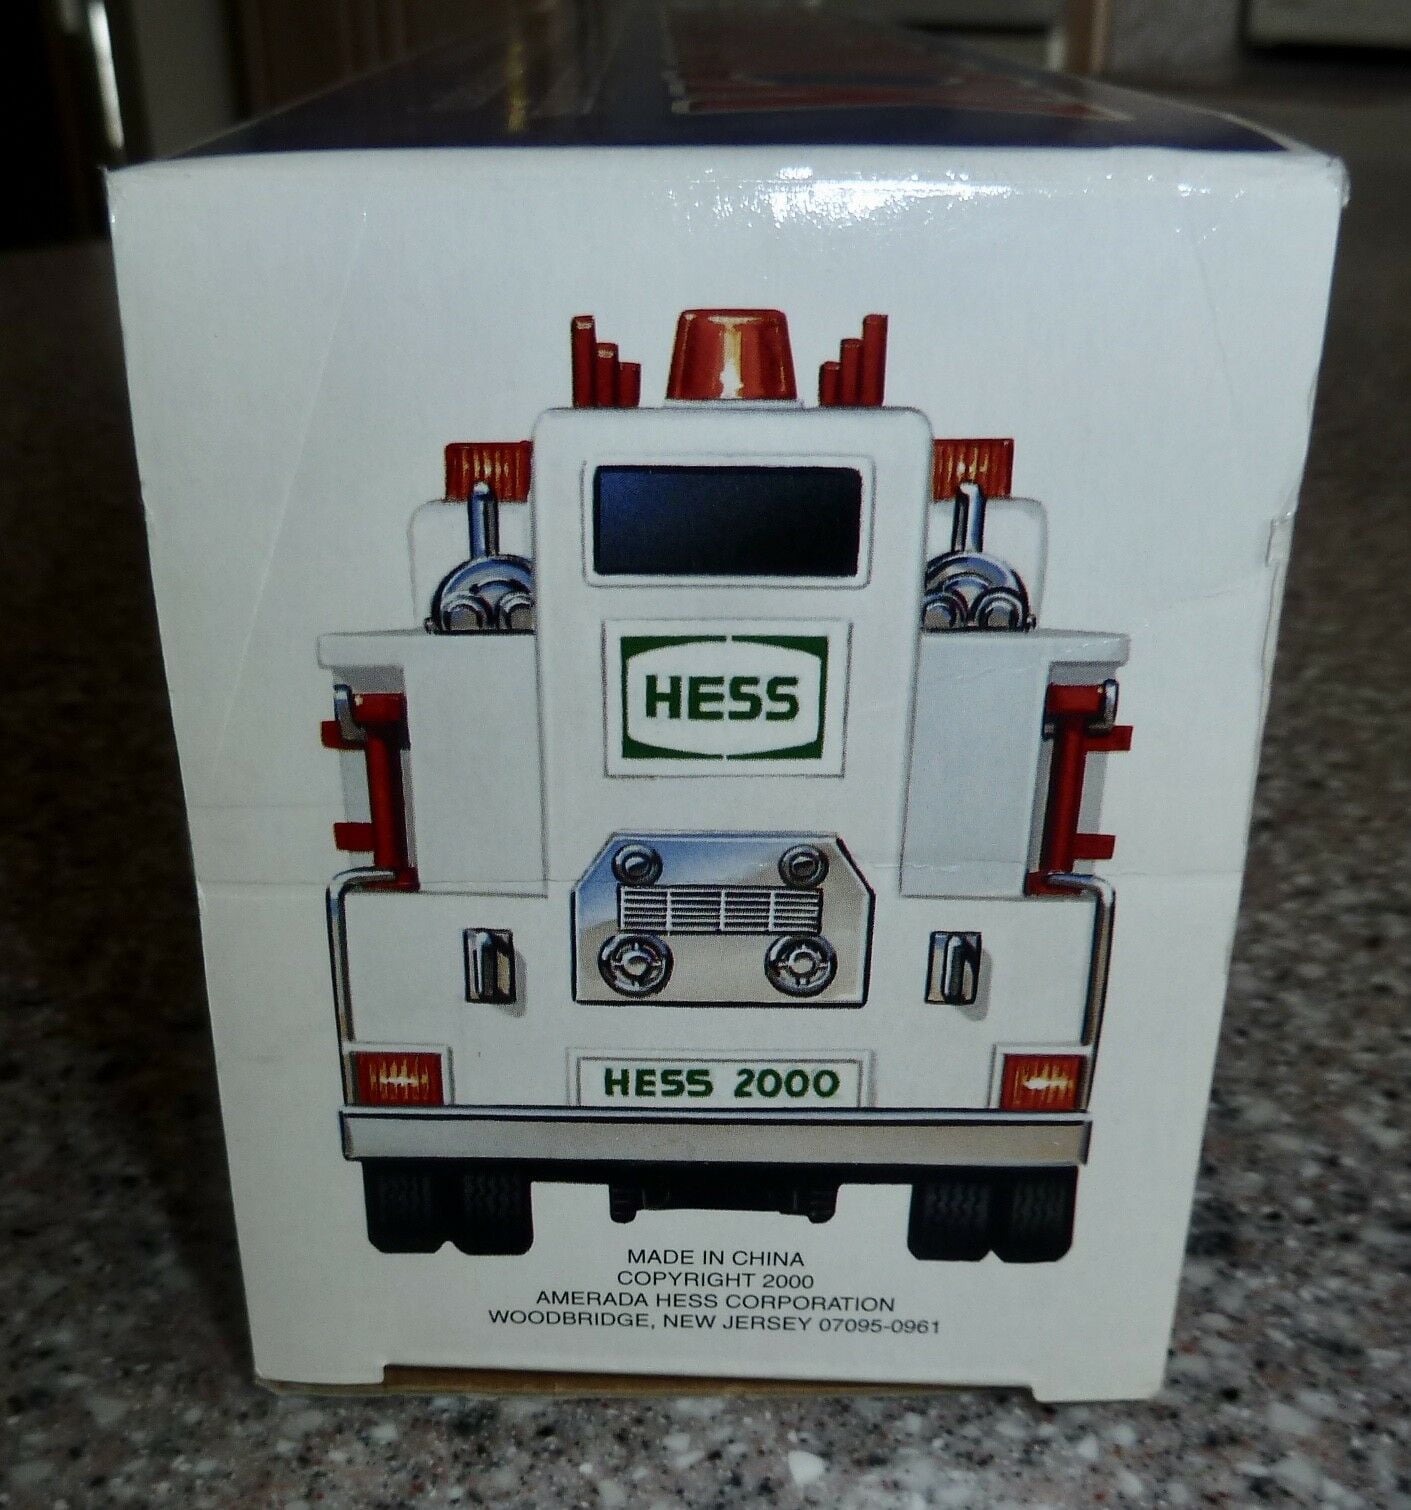 HESS
HESS 2000
MADE IN CHINA
COPYRIGHT 2000
AMERADA HESS CORPORATION
WOODBRIDGE, NEW JERSEY 07095-0961